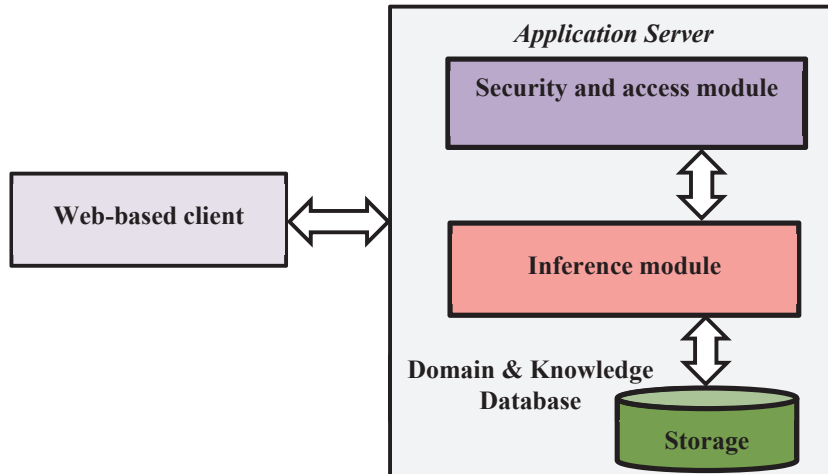 Application Server
Security and access module
Web-based client
Inference module
Domain & Knowledge
Database
Storage